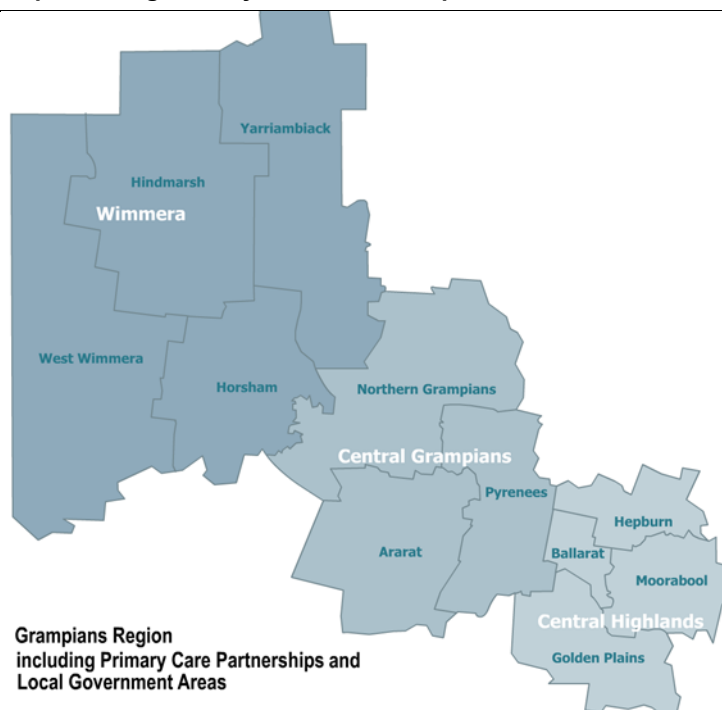 Yarriambiack
Hindmarsh
Wimmera
West Wimmera
Horsham
Northern Grampians
Central Grampians
Pyrenees
Hepburn
Ararat
Ballarat
Moorabool
Central Highlands
Golden Plains
Grampians Region
including Primary Care Partnerships and
Local Government Areas